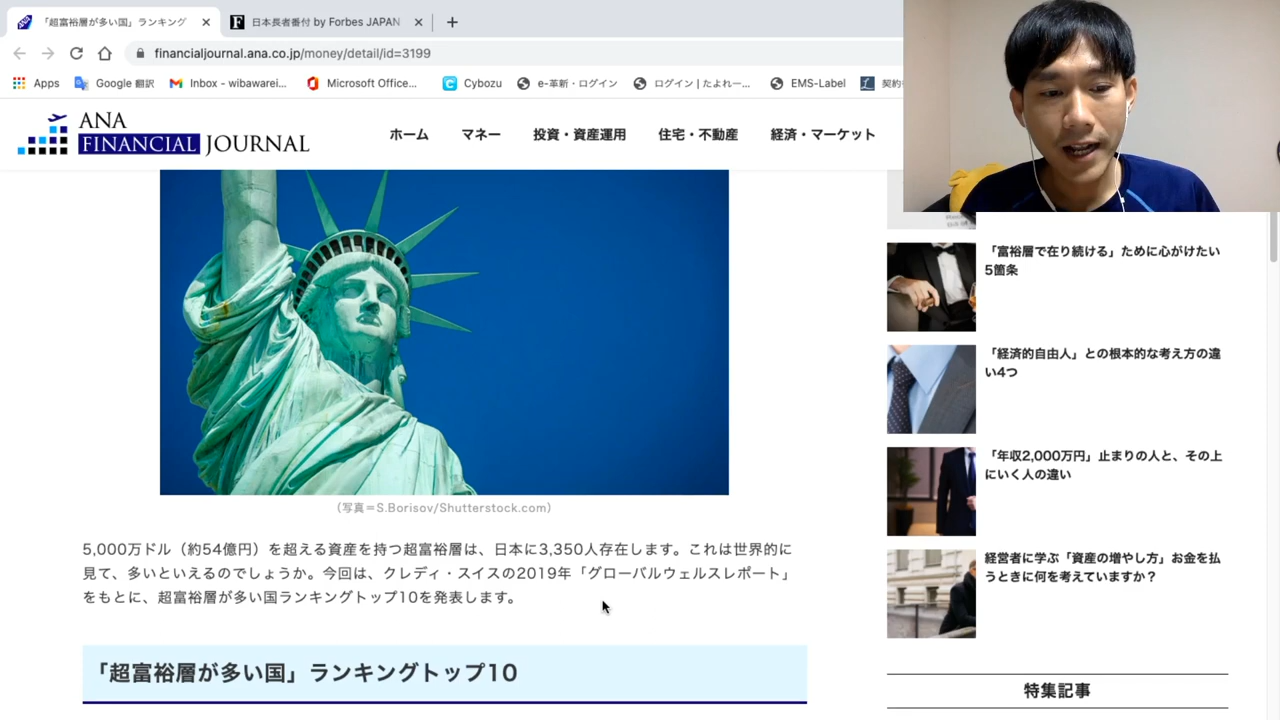 「超富裕層が多い国」ランキング
日本長者番付 by Forbes JAPAN
financialjournal.ana.co.jp/money/detail/id=3199
Apps
Google 翻訳
Inbox - wibawarei...
Microsoft Office...
Cybozu
e-革新・ログイン
ログイン | たよれー...
EMS-Label
ANA
FINANCIAL JOURNAL
ホーム
マネー
投資・資産運用
住宅・不動産
経済・マーケット
「富裕層で在り続ける」ために心がけたい
5箇条
「経済的自由人」との根本的な考え方の違
い4つ
「年収2,000万円」止まりの人と、その上
にいく人の違い
経営者に学ぶ「資産の増やし方」お金を払
うときに何を考えていますか？
特集記事
（写真＝S.Borisov/Shutterstock.com）
5,000万ドル（約54億円）を超える資産を持つ超富裕層は、日本に3,350人存在します。これは世界的に
見て、多いといえるのでしょうか。今回は、クレディ・スイスの2019年「グローバルウェルスレポート」
をもとに、超富裕層が多い国ランキングトップ10を発表します。
「超富裕層が多い国」ランキングトップ10